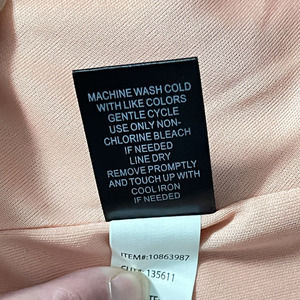 MACHINE WASH COLD
WITH LIKE COLORS
GENTLE CYCLE
USE ONLY NON-
CHLORINE BLEACH
IF NEEDED
LINE DRY
REMOVE PROMPTLY
AND TOUCH UP WITH
COOL IRON
IF NEEDED
ITEM#:10863987
135611